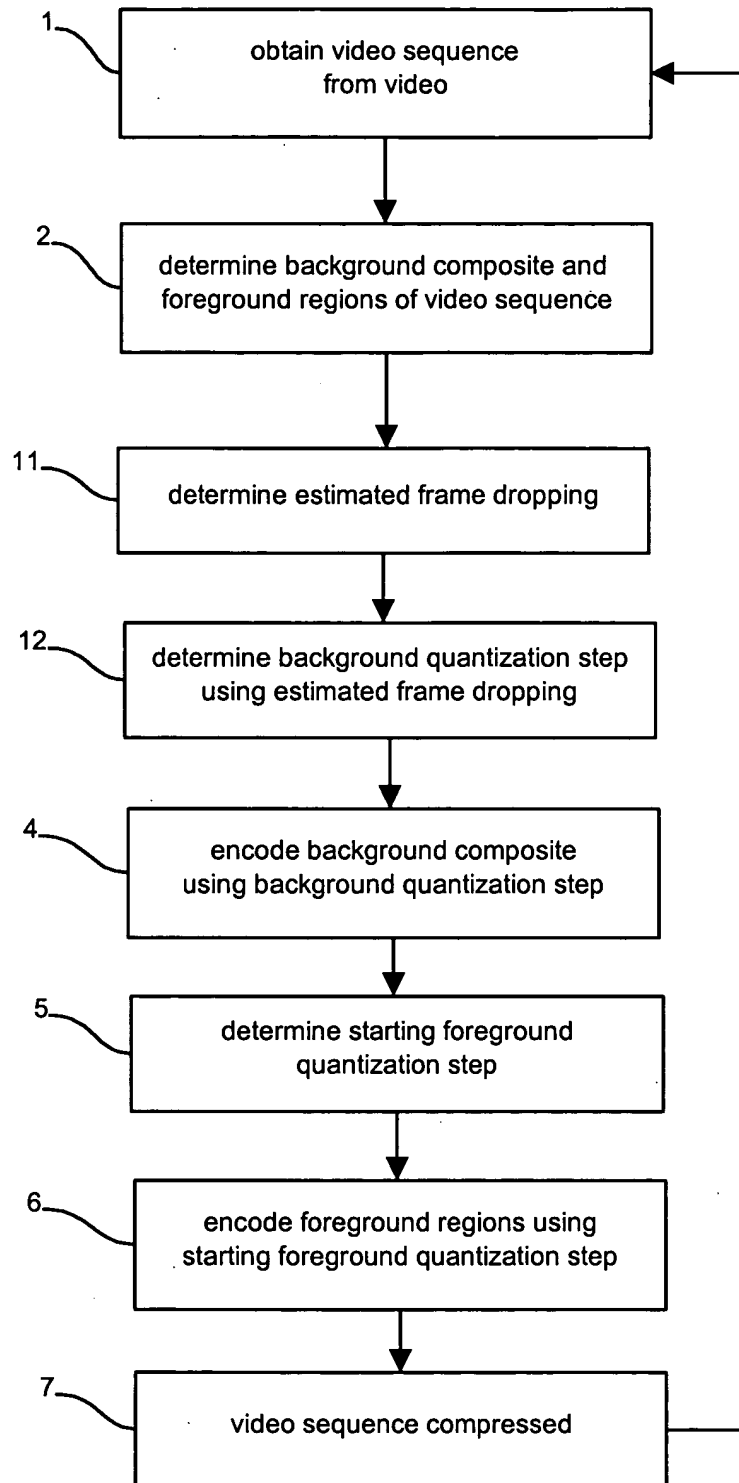 1
obtain video sequence
from video
2
determine background composite and
foreground regions of video sequence
11
determine estimated frame dropping
12
determine background quantization step
using estimated frame dropping
4
encode background composite
using background quantization step
5
determine starting foreground
quantization step
6
encode foreground regions using
starting foreground quantization step
7
video sequence compressed